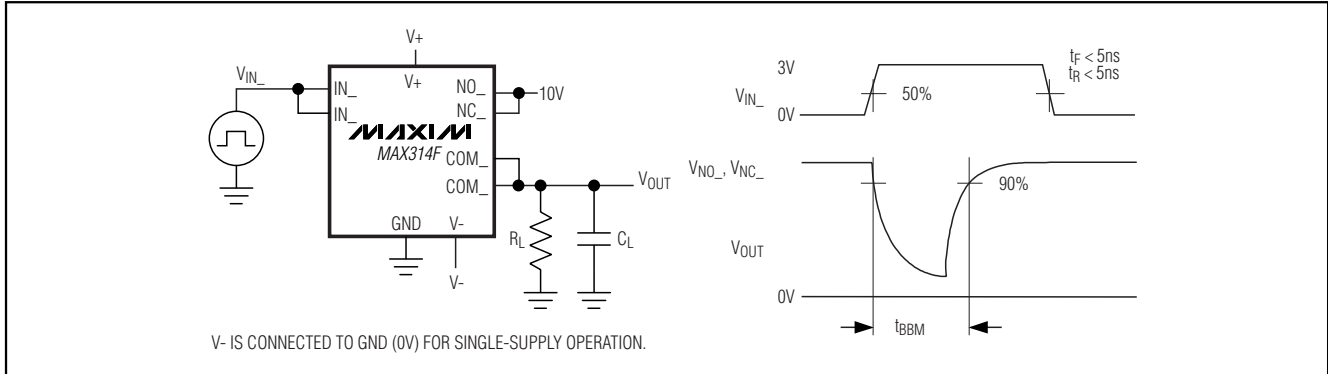 V+
V_IN_
V+
IN_
IN_
NO_
NC_
10V
MAXIM
MAX314F
COM_
COM_
V_OUT
GND
V-
R_L
C_L
V-
V- IS CONNECTED TO GND (0V) FOR SINGLE-SUPPLY OPERATION.
3V
V_IN_
0V
50%
t_F < 5ns
t_R < 5ns
V_NO_, V_NC_
90%
V_OUT
0V
t_BBM